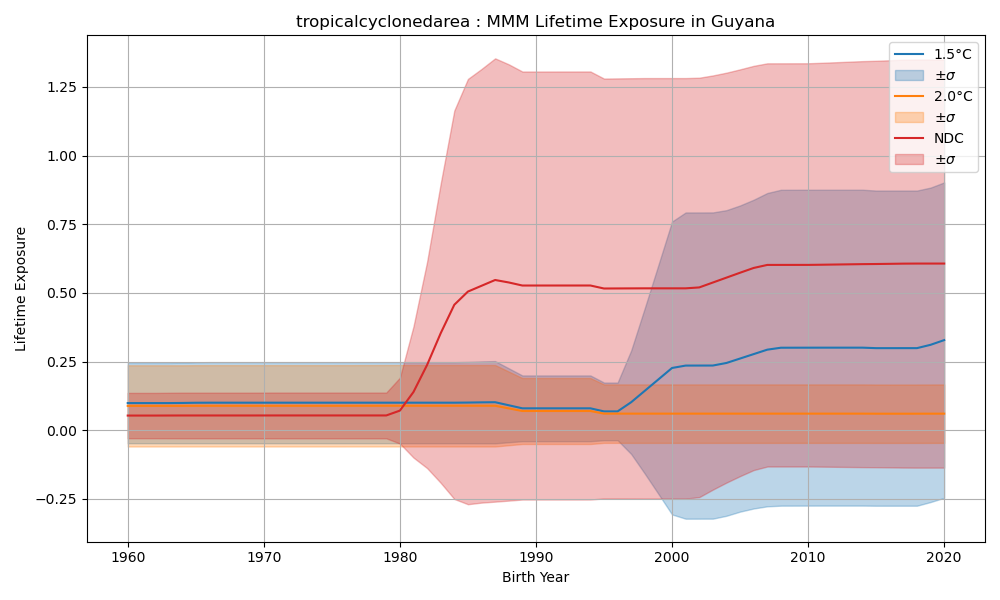 tropicalcyclonedarea : MMM Lifetime Exposure in Guyana
1.5°C
±σ
2.0°C
±σ
NDC
±σ
Lifetime Exposure
1.25
1.00
0.75
0.50
0.25
0.00
−0.25
1960 1970 1980 1990 2000 2010 2020
Birth Year